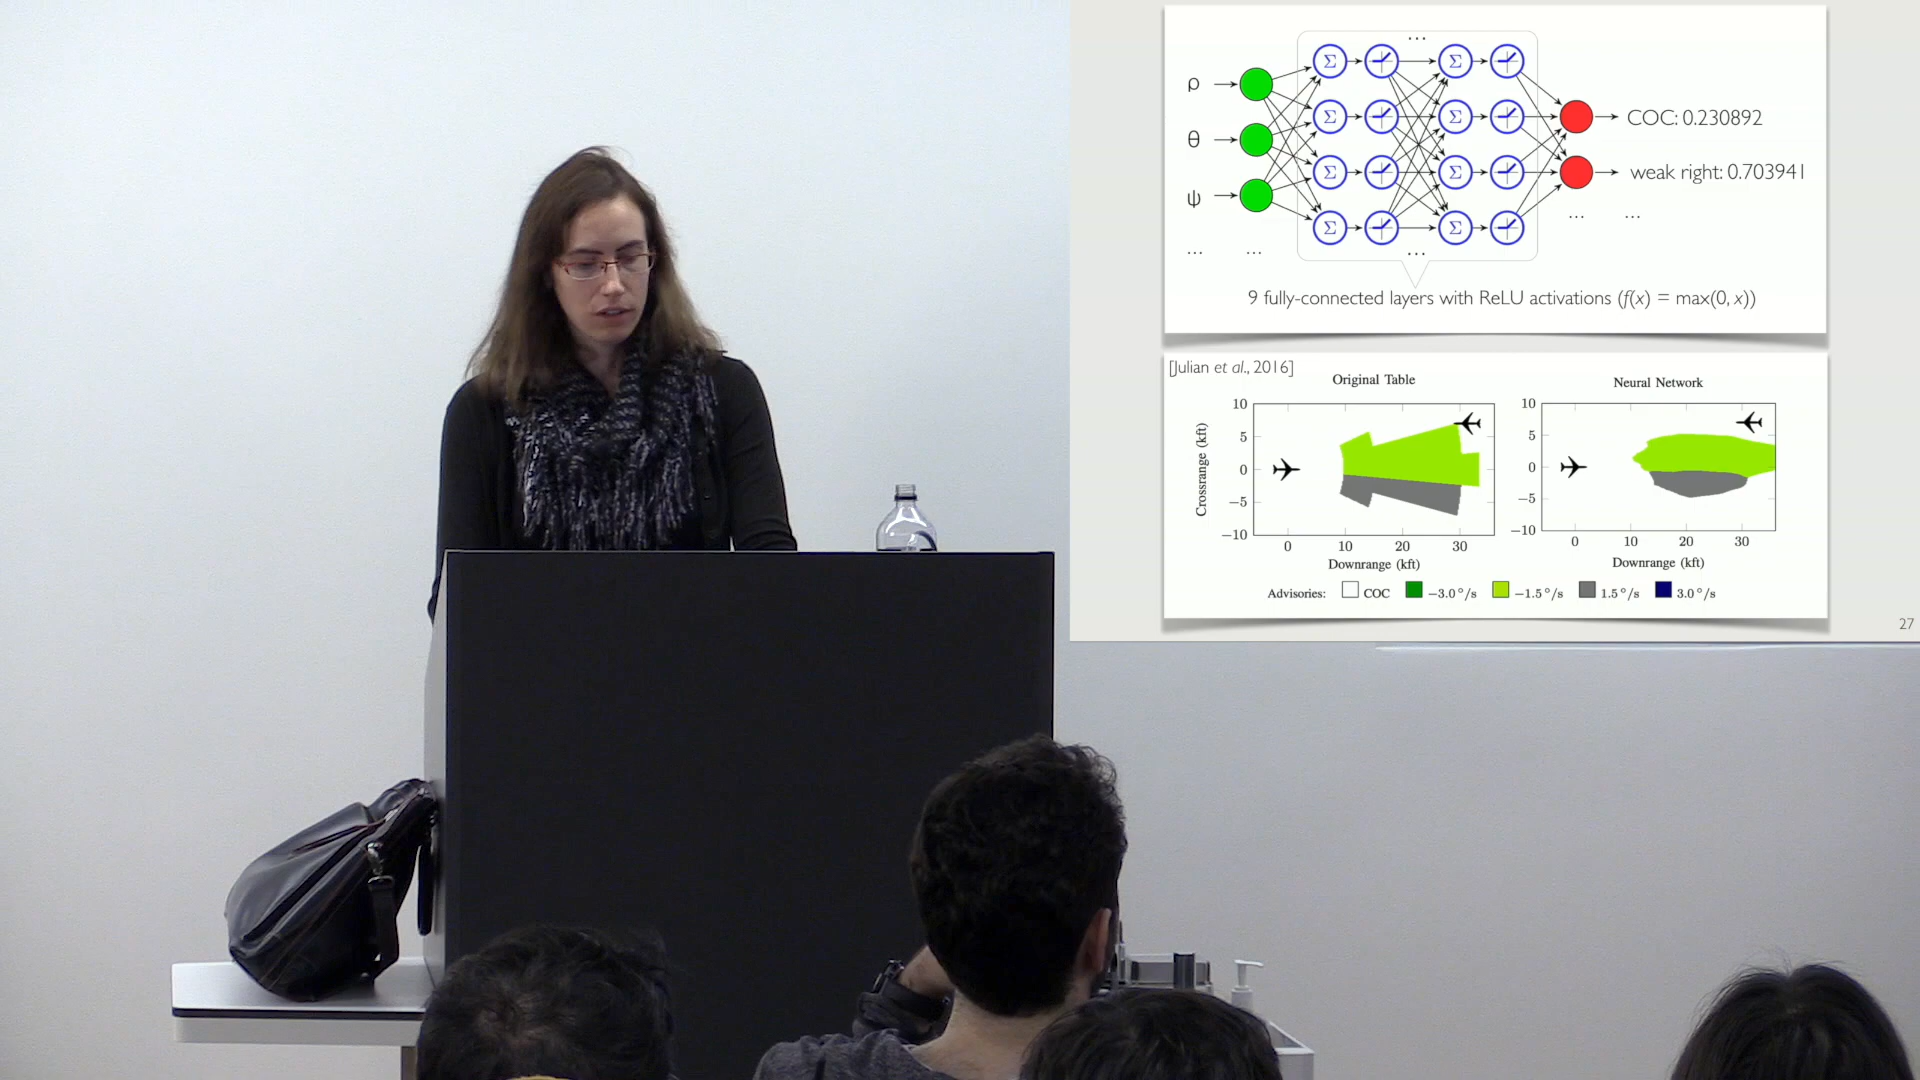 ...
Σ Σ
ρ
COC: 0.230892
Σ Σ
θ
weak right: 0.703941
Σ Σ
ψ
... ...
Σ Σ
... ... ...
9 fully-connected layers with ReLU activations (f(x) = max(0, x))
[Julian et al., 2016]
Original Table
10
5
0
−5
−10
Crossrange (kft)
0 10 20 30
Downrange (kft)
Neural Network
10
5
0
−5
−10
0 10 20 30
Downrange (kft)
Advisories: COC −3.0 °/s −1.5 °/s 1.5 °/s 3.0 °/s
27